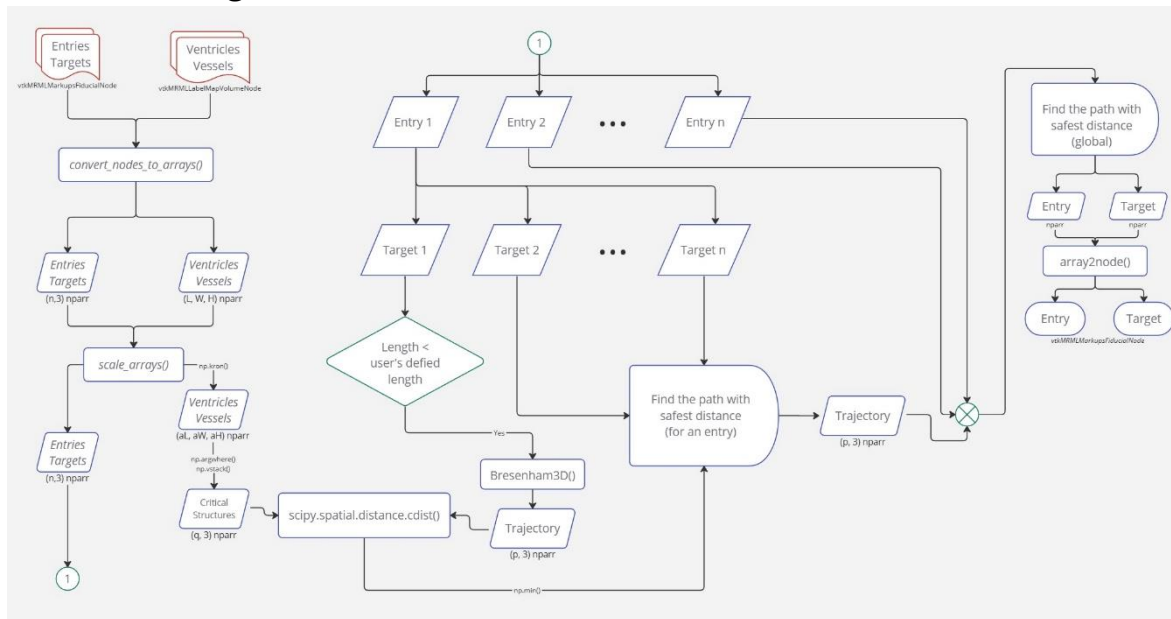 Entries
Targets
vtkMRMLMarkupsFiducialNode
Ventricles
Vessels
vtkMRMLLabelMapVolumeNode
convert_nodes_to_arrays()
Entries
Targets
(n,3) nparr
Ventricles
Vessels
(L, W, H) nparr
scale_arrays()
np.kron()
Ventricles
Vessels
(aL, aW, aH) nparr
Entries
Targets
(n,3) nparr
np.argwhere()
np.vstack()
Critical
Structures
(q, 3) nparr
1
1
Entry 1
Entry 2
•••
Entry n
Target 1
Target 2
•••
Target n
Length <
user's defied
length
Yes
Bresenham3D()
Trajectory
(p, 3) nparr
scipy.spatial.distance.cdist()
np.min()
Find the path with
safest distance
(for an entry)
Trajectory
(p, 3) nparr
Find the path with
safest distance
(global)
Entry
nparr
Target
nparr
array2node()
Entry
Target
vtkMRMLMarkupsFiducialNode